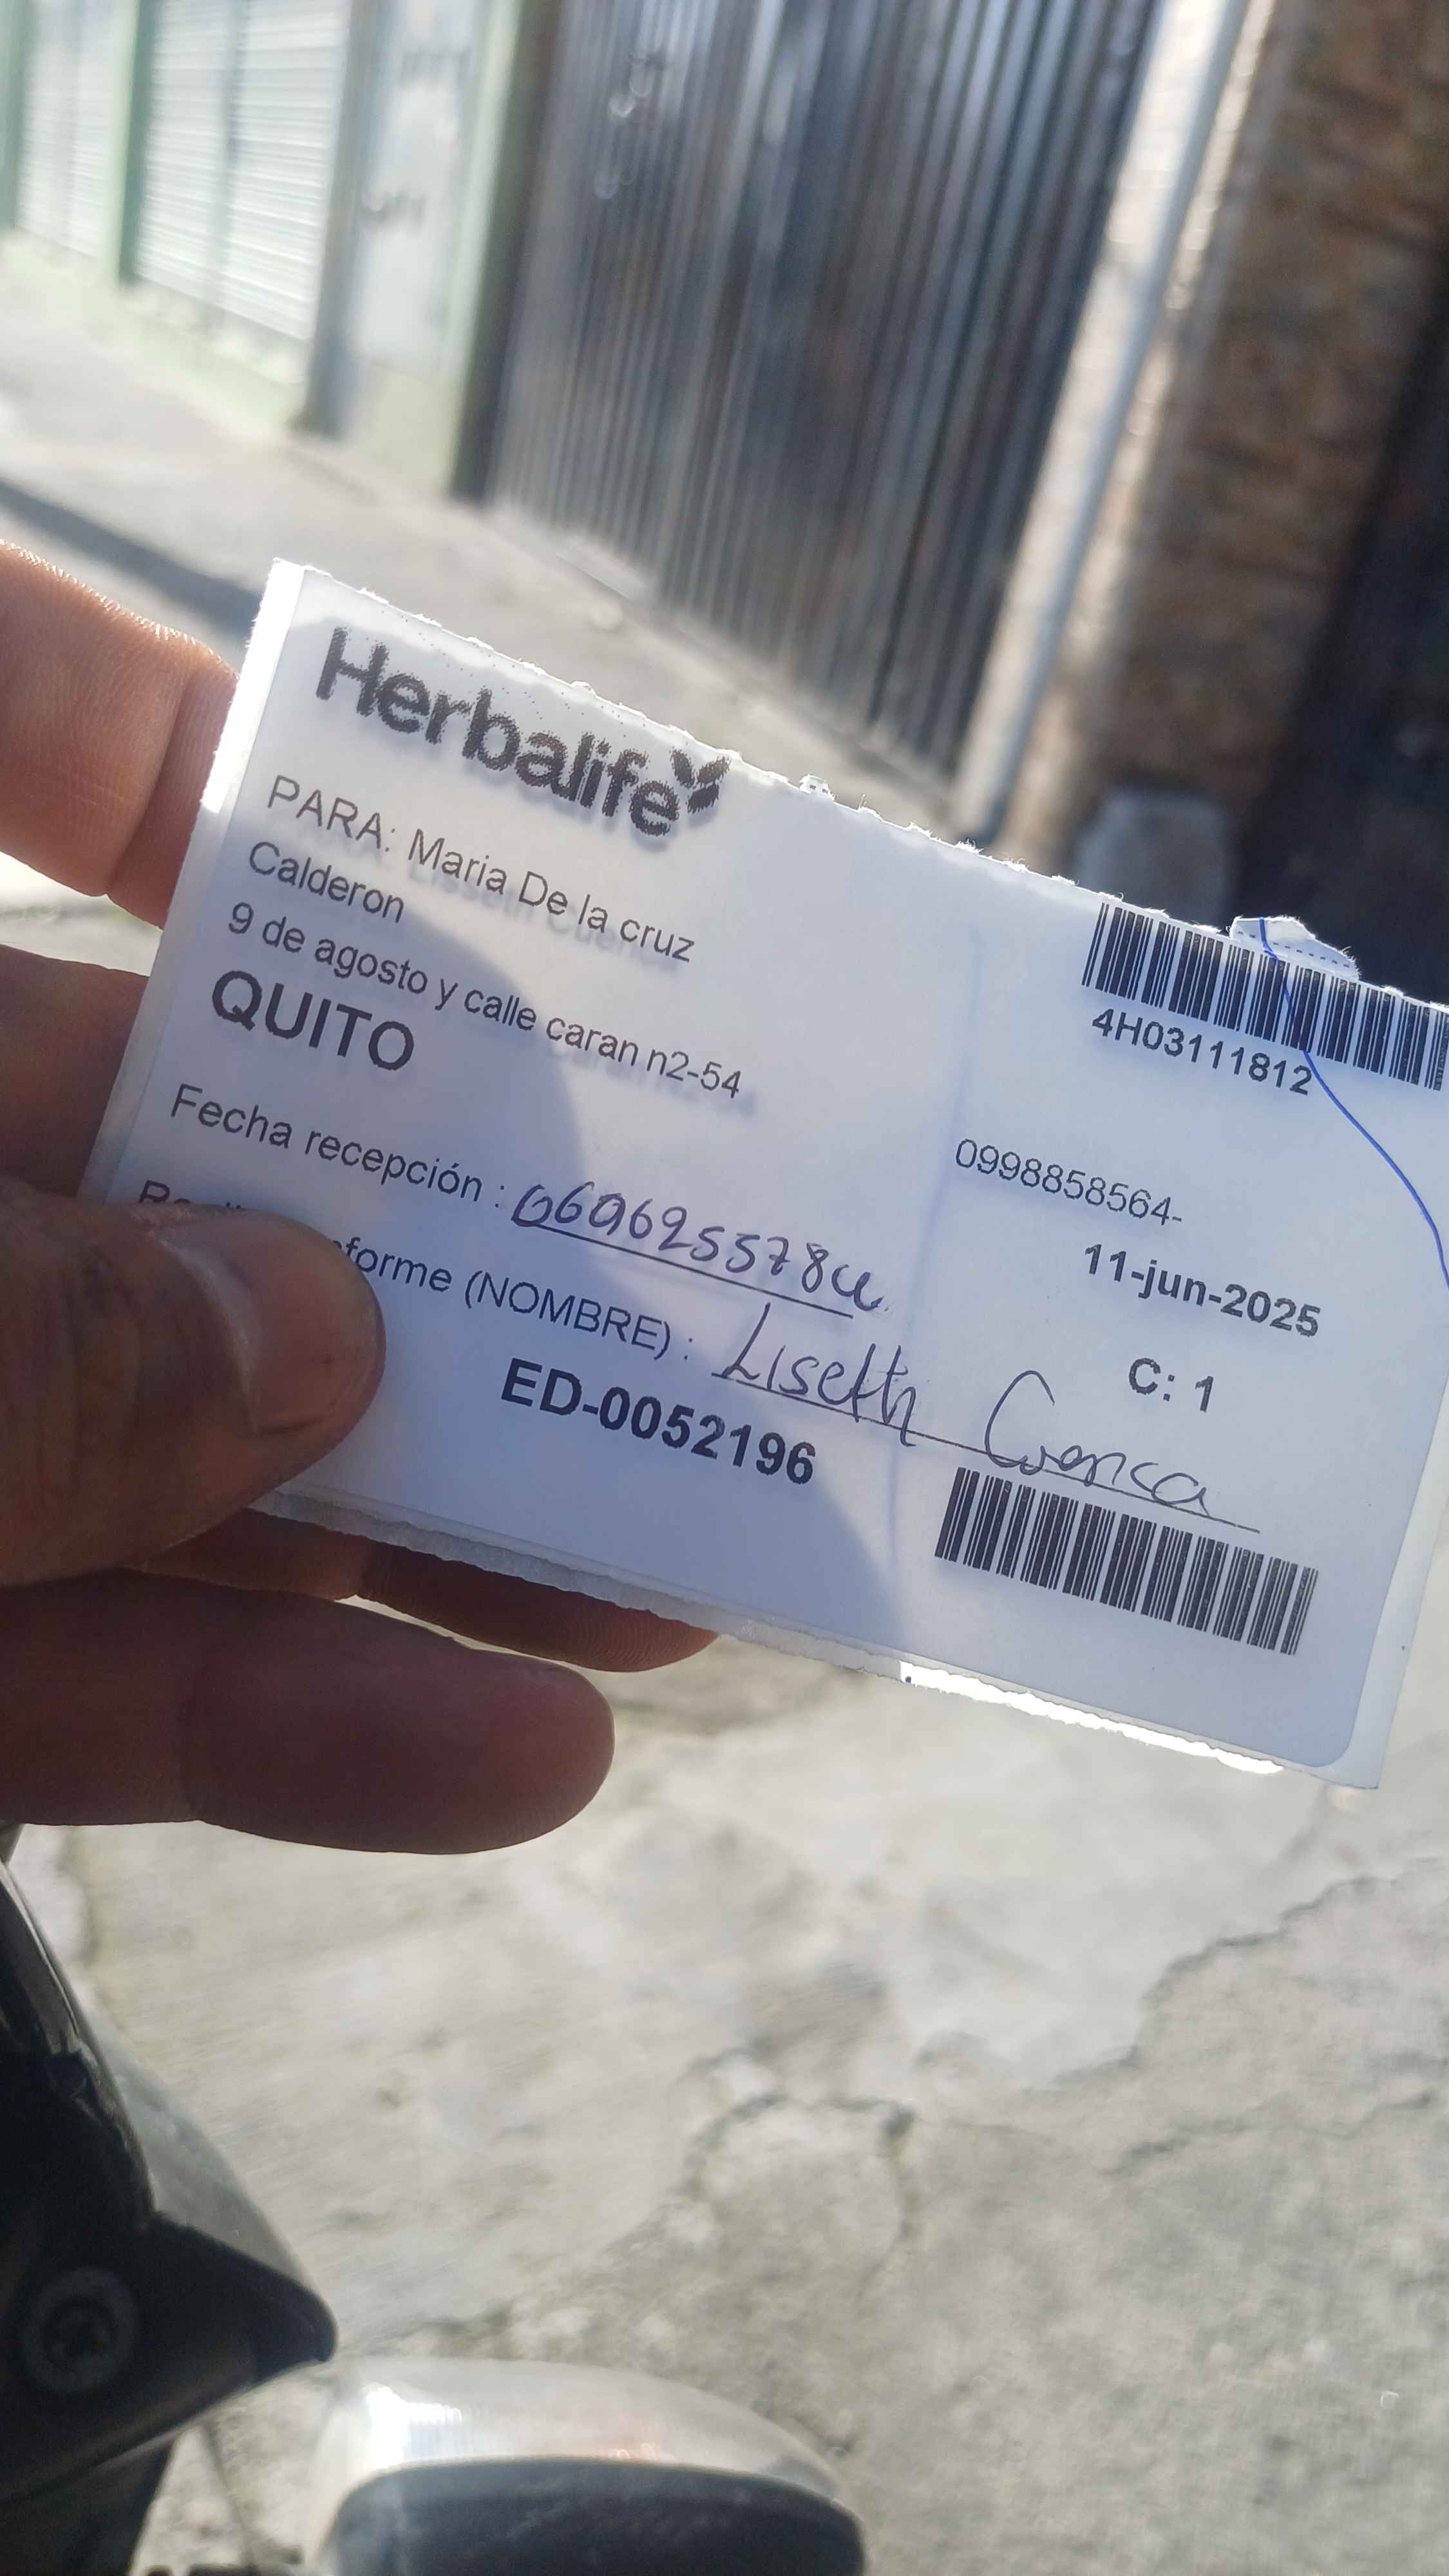 Herbalife
PARA: Maria De la cruz
Calderon
9 de agosto y calle caran n2-54
QUITO
4H03111812
0998858564-
Fecha recepción : 0696255784
11-jun-2025
forme (NOMBRE) : Liseth Cuenca
C: 1
ED-0052196